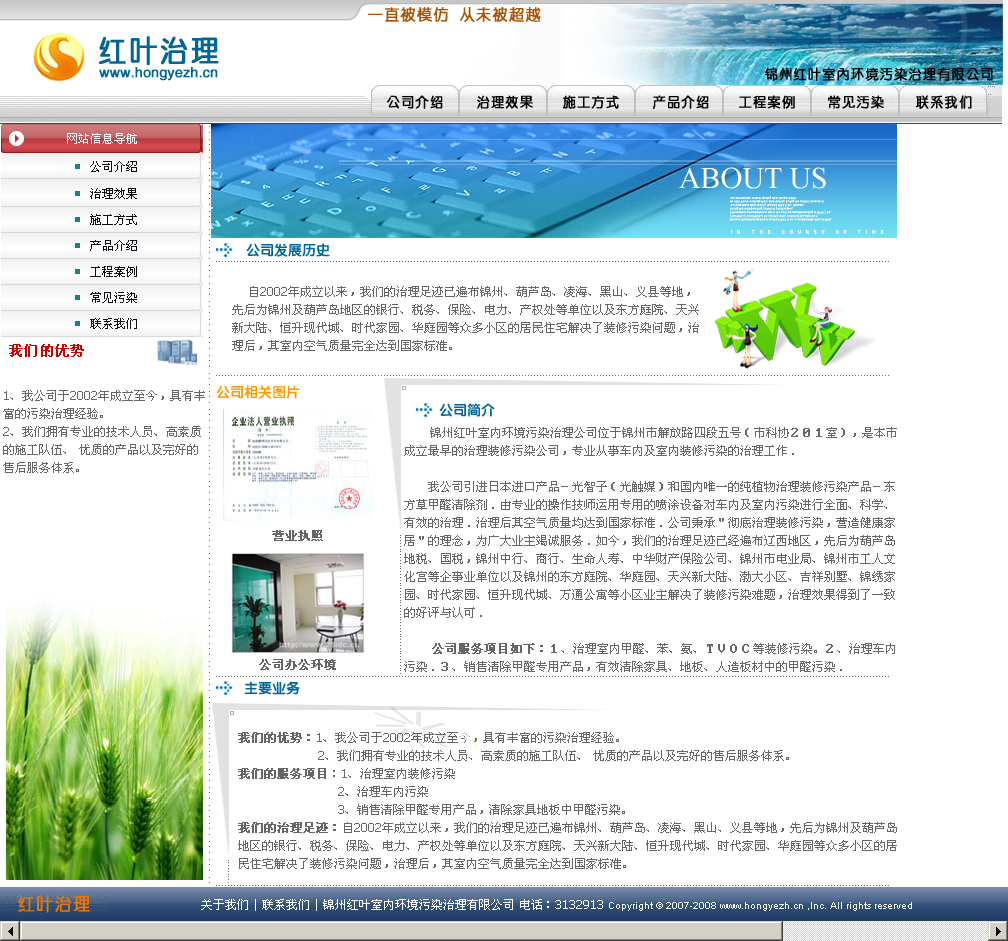 一直被模仿 从未被超越
红叶治理
www.hongyezh.cn
锦州红叶室内环境污染治理有限公司
公司介绍 治理效果 施工方式 产品介绍 工程案例 常见污染 联系我们
网站信息导航
公司介绍
治理效果
施工方式
产品介绍
工程案例
常见污染
联系我们
我们的优势
1、我公司于2002年成立至今，具有丰
富的污染治理经验。
2、我们拥有专业的技术人员、高素质
的施工队伍、 优质的产品以及完好的
售后服务体系。
ABOUT US
IN THE COURSE OF TIME
公司发展历史
自2002年成立以来，我们的治理足迹已遍布锦州、葫芦岛、凌海、黑山、义县等地，
先后为锦州及葫芦岛地区的银行、税务、保险、电力、产权处等单位以及东方庭院、天兴
新大陆、恒升现代城、时代家园、华庭园等众多小区的居民住宅解决了装修污染问题，治
理后，其室内空气质量完全达到国家标准。
公司相关图片
企业法人营业执照
营业执照
公司办公环境
公司简介
锦州红叶室内环境污染治理公司位于锦州市解放路四段五号（市科协２０１室），是本市
成立最早的治理装修污染公司，专业从事车内及室内装修污染的治理工作．
我公司引进日本进口产品－光智子（光触媒）和国内唯一的纯植物治理装修污染产品－东
方草甲醛清除剂．由专业的操作技师运用专用的喷涂设备对车内及室内污染进行全面、科学、
有效的治理．治理后其空气质量均达到国家标准．公司秉承＂彻底治理装修污染，营造健康家
居＂的理念，为广大业主竭诚服务．如今，我们的治理足迹已经遍布辽西地区，先后为葫芦岛
地税、国税，锦州中行、商行、生命人寿、中华财产保险公司、锦州市电业局、锦州市工人文
化宫等企事业单位以及锦州的东方庭院、华庭园、天兴新大陆、渤大小区、吉祥别墅、锦绣家
园、时代家园、恒升现代城、万通公寓等小区业主解决了装修污染难题，治理效果得到了一致
的好评与认可．
公司服务项目如下：１、治理室内甲醛、苯、氨、ＴＶＯＣ等装修污染。２、治理车内
污染．３、销售清除甲醛专用产品，有效清除家具、地板、人造板材中的甲醛污染．
主要业务
我们的优势：1、我公司于2002年成立至今，具有丰富的污染治理经验。
2、我们拥有专业的技术人员、高素质的施工队伍、 优质的产品以及完好的售后服务体系。
我们的服务项目：1、治理室内装修污染
2、治理车内污染
3、销售清除甲醛专用产品，清除家具地板中甲醛污染。
我们的治理足迹：自2002年成立以来，我们的治理足迹已遍布锦州、葫芦岛、凌海、黑山、义县等地，先后为锦州及葫芦岛
地区的银行、税务、保险、电力、产权处等单位以及东方庭院、天兴新大陆、恒升现代城、时代家园、华庭园等众多小区的居
民住宅解决了装修污染问题，治理后，其室内空气质量完全达到国家标准。
红叶治理
关于我们 | 联系我们 | 锦州红叶室内环境污染治理有限公司 电话：3132913 Copyright © 2007-2008 www.hongyezh.cn ,Inc. All rights reserved